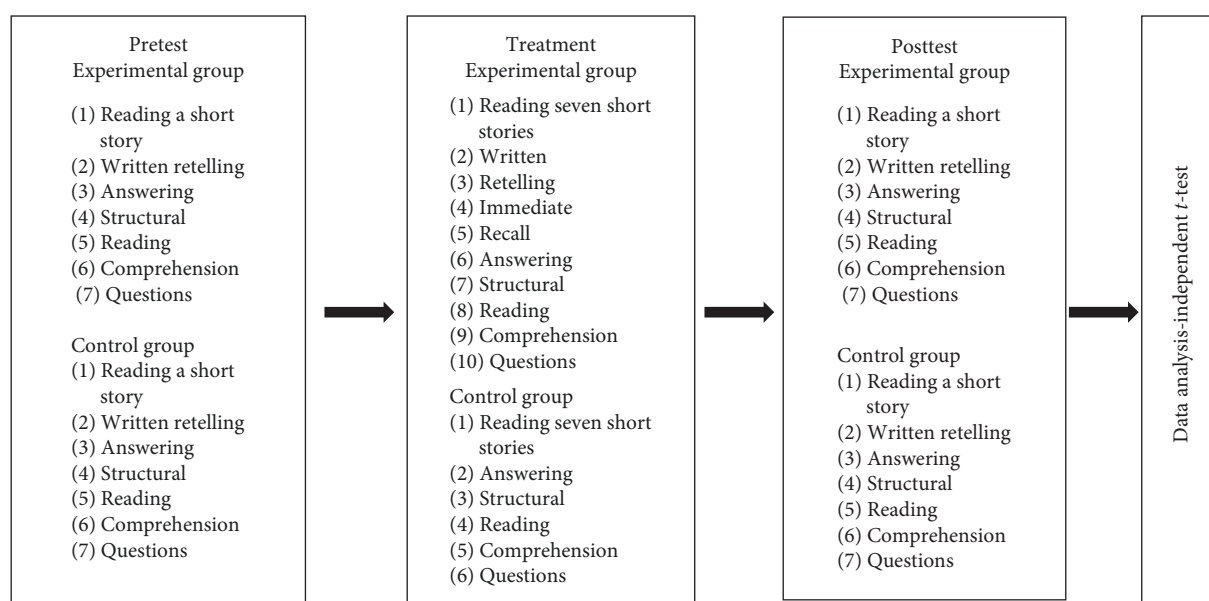 Pretest
Experimental group
(1) Reading a short
story
(2) Written retelling
(3) Answering
(4) Structural
(5) Reading
(6) Comprehension
(7) Questions
Control group
(1) Reading a short
story
(2) Written retelling
(3) Answering
(4) Structural
(5) Reading
(6) Comprehension
(7) Questions
Treatment
Experimental group
(1) Reading seven short
stories
(2) Written
(3) Retelling
(4) Immediate
(5) Recall
(6) Answering
(7) Structural
(8) Reading
(9) Comprehension
(10) Questions
Control group
(1) Reading seven short
stories
(2) Answering
(3) Structural
(4) Reading
(5) Comprehension
(6) Questions
Posttest
Experimental group
(1) Reading a short
story
(2) Written retelling
(3) Answering
(4) Structural
(5) Reading
(6) Comprehension
(7) Questions
Control group
(1) Reading a short
story
(2) Written retelling
(3) Answering
(4) Structural
(5) Reading
(6) Comprehension
(7) Questions
Data analysis-independent t-test